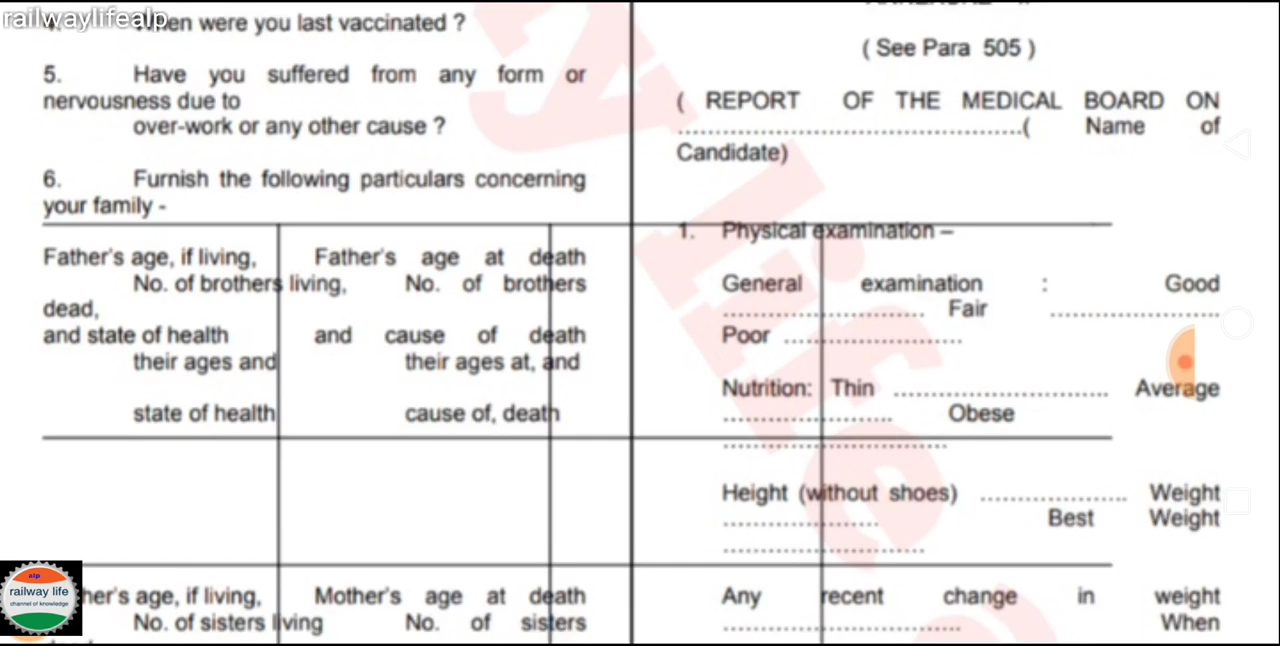 railwaylifealp
when were you last vaccinated ?
5. Have you suffered from any form or
nervousness due to
over-work or any other cause ?
6. Furnish the following particulars concerning
your family -
Father's age, if living, Father's age at death
No. of brothers living, No. of brothers
dead,
and state of health and cause of death
their ages and their ages at, and
state of health cause of, death
her's age, if living, Mother's age at death
No. of sisters living No. of sisters
( See Para 505 )
( REPORT OF THE MEDICAL BOARD ON
............................................( Name of
Candidate)
1. Physical examination –
General examination : Good
.......................... Fair ......................
Poor .......................
Nutrition: Thin ............................ Average
...................... Obese
.............................
Height (without shoes) ................... Weight
.................... Best Weight
..........................
Any recent change in weight
............................... When
alp
railway life
channel of knowledge